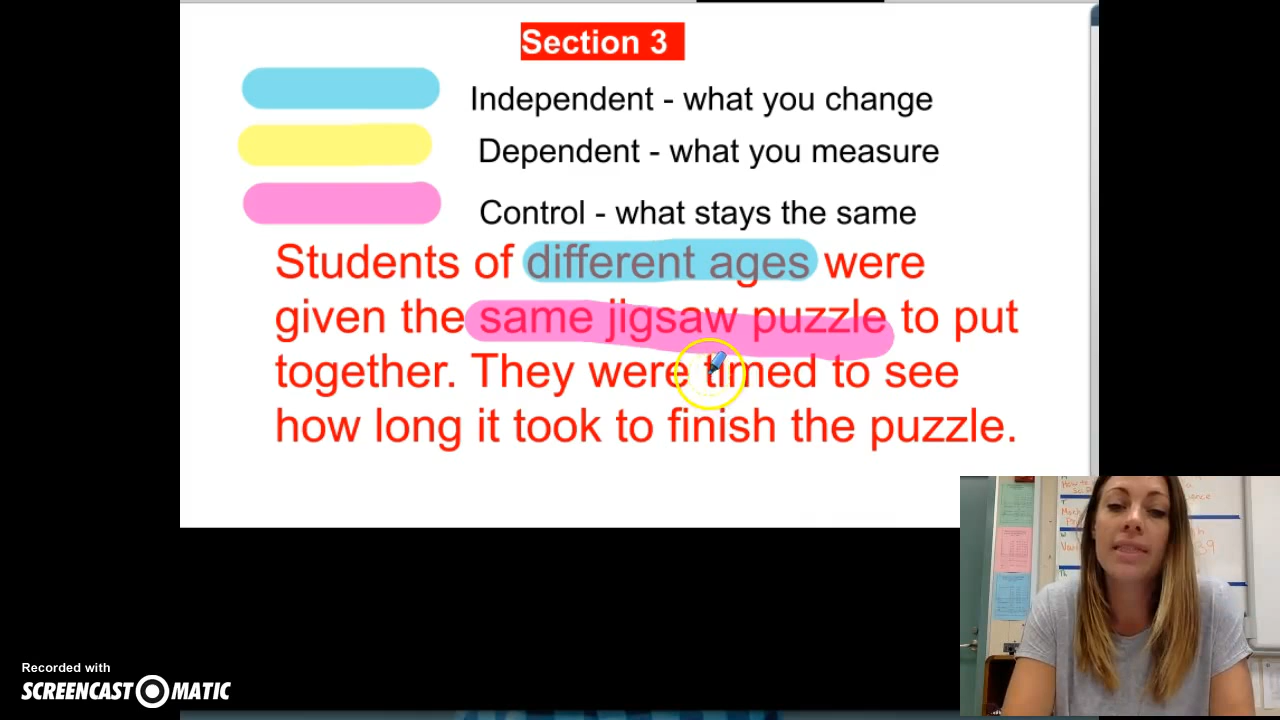 Section 3
Independent - what you change
Dependent - what you measure
Control - what stays the same
Students of different ages were
given the same jigsaw puzzle to put
together. They were timed to see
how long it took to finish the puzzle.
Recorded with
SCREENCAST MATIC